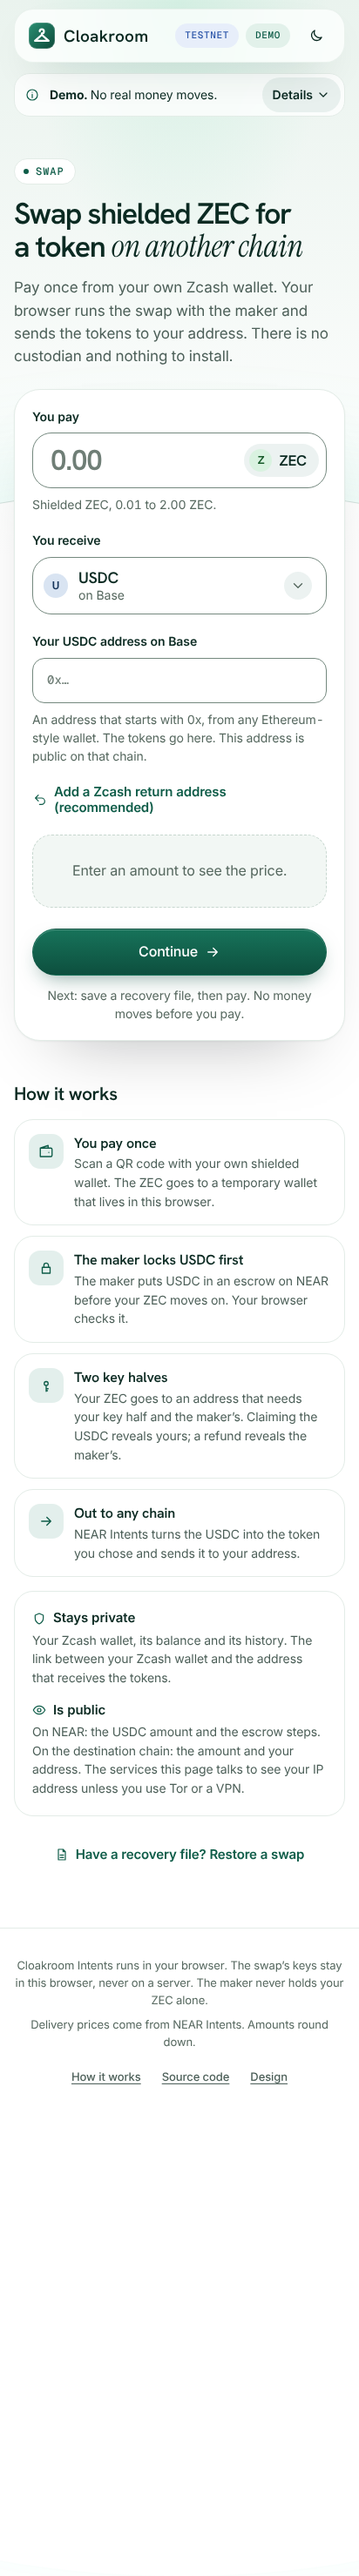 Cloakroom
TESTNET
DEMO
Demo. No real money moves.
Details
SWAP
Swap shielded ZEC for
a token on another chain
Pay once from your own Zcash wallet. Your
browser runs the swap with the maker and
sends the tokens to your address. There is no
custodian and nothing to install.
You pay
0.00
Z
ZEC
Shielded ZEC, 0.01 to 2.00 ZEC.
You receive
U
USDC
on Base
Your USDC address on Base
0x…
An address that starts with 0x, from any Ethereum-
style wallet. The tokens go here. This address is
public on that chain.
Add a Zcash return address
(recommended)
Enter an amount to see the price.
Continue →
Next: save a recovery file, then pay. No money
moves before you pay.
How it works
You pay once
Scan a QR code with your own shielded
wallet. The ZEC goes to a temporary wallet
that lives in this browser.
The maker locks USDC first
The maker puts USDC in an escrow on NEAR
before your ZEC moves on. Your browser
checks it.
Two key halves
Your ZEC goes to an address that needs
your key half and the maker’s. Claiming the
USDC reveals yours; a refund reveals the
maker’s.
Out to any chain
NEAR Intents turns the USDC into the token
you chose and sends it to your address.
Stays private
Your Zcash wallet, its balance and its history. The
link between your Zcash wallet and the address
that receives the tokens.
Is public
On NEAR: the USDC amount and the escrow steps.
On the destination chain: the amount and your
address. The services this page talks to see your IP
address unless you use Tor or a VPN.
Have a recovery file? Restore a swap
Cloakroom Intents runs in your browser. The swap’s keys stay
in this browser, never on a server. The maker never holds your
ZEC alone.
Delivery prices come from NEAR Intents. Amounts round
down.
How it works
Source code
Design